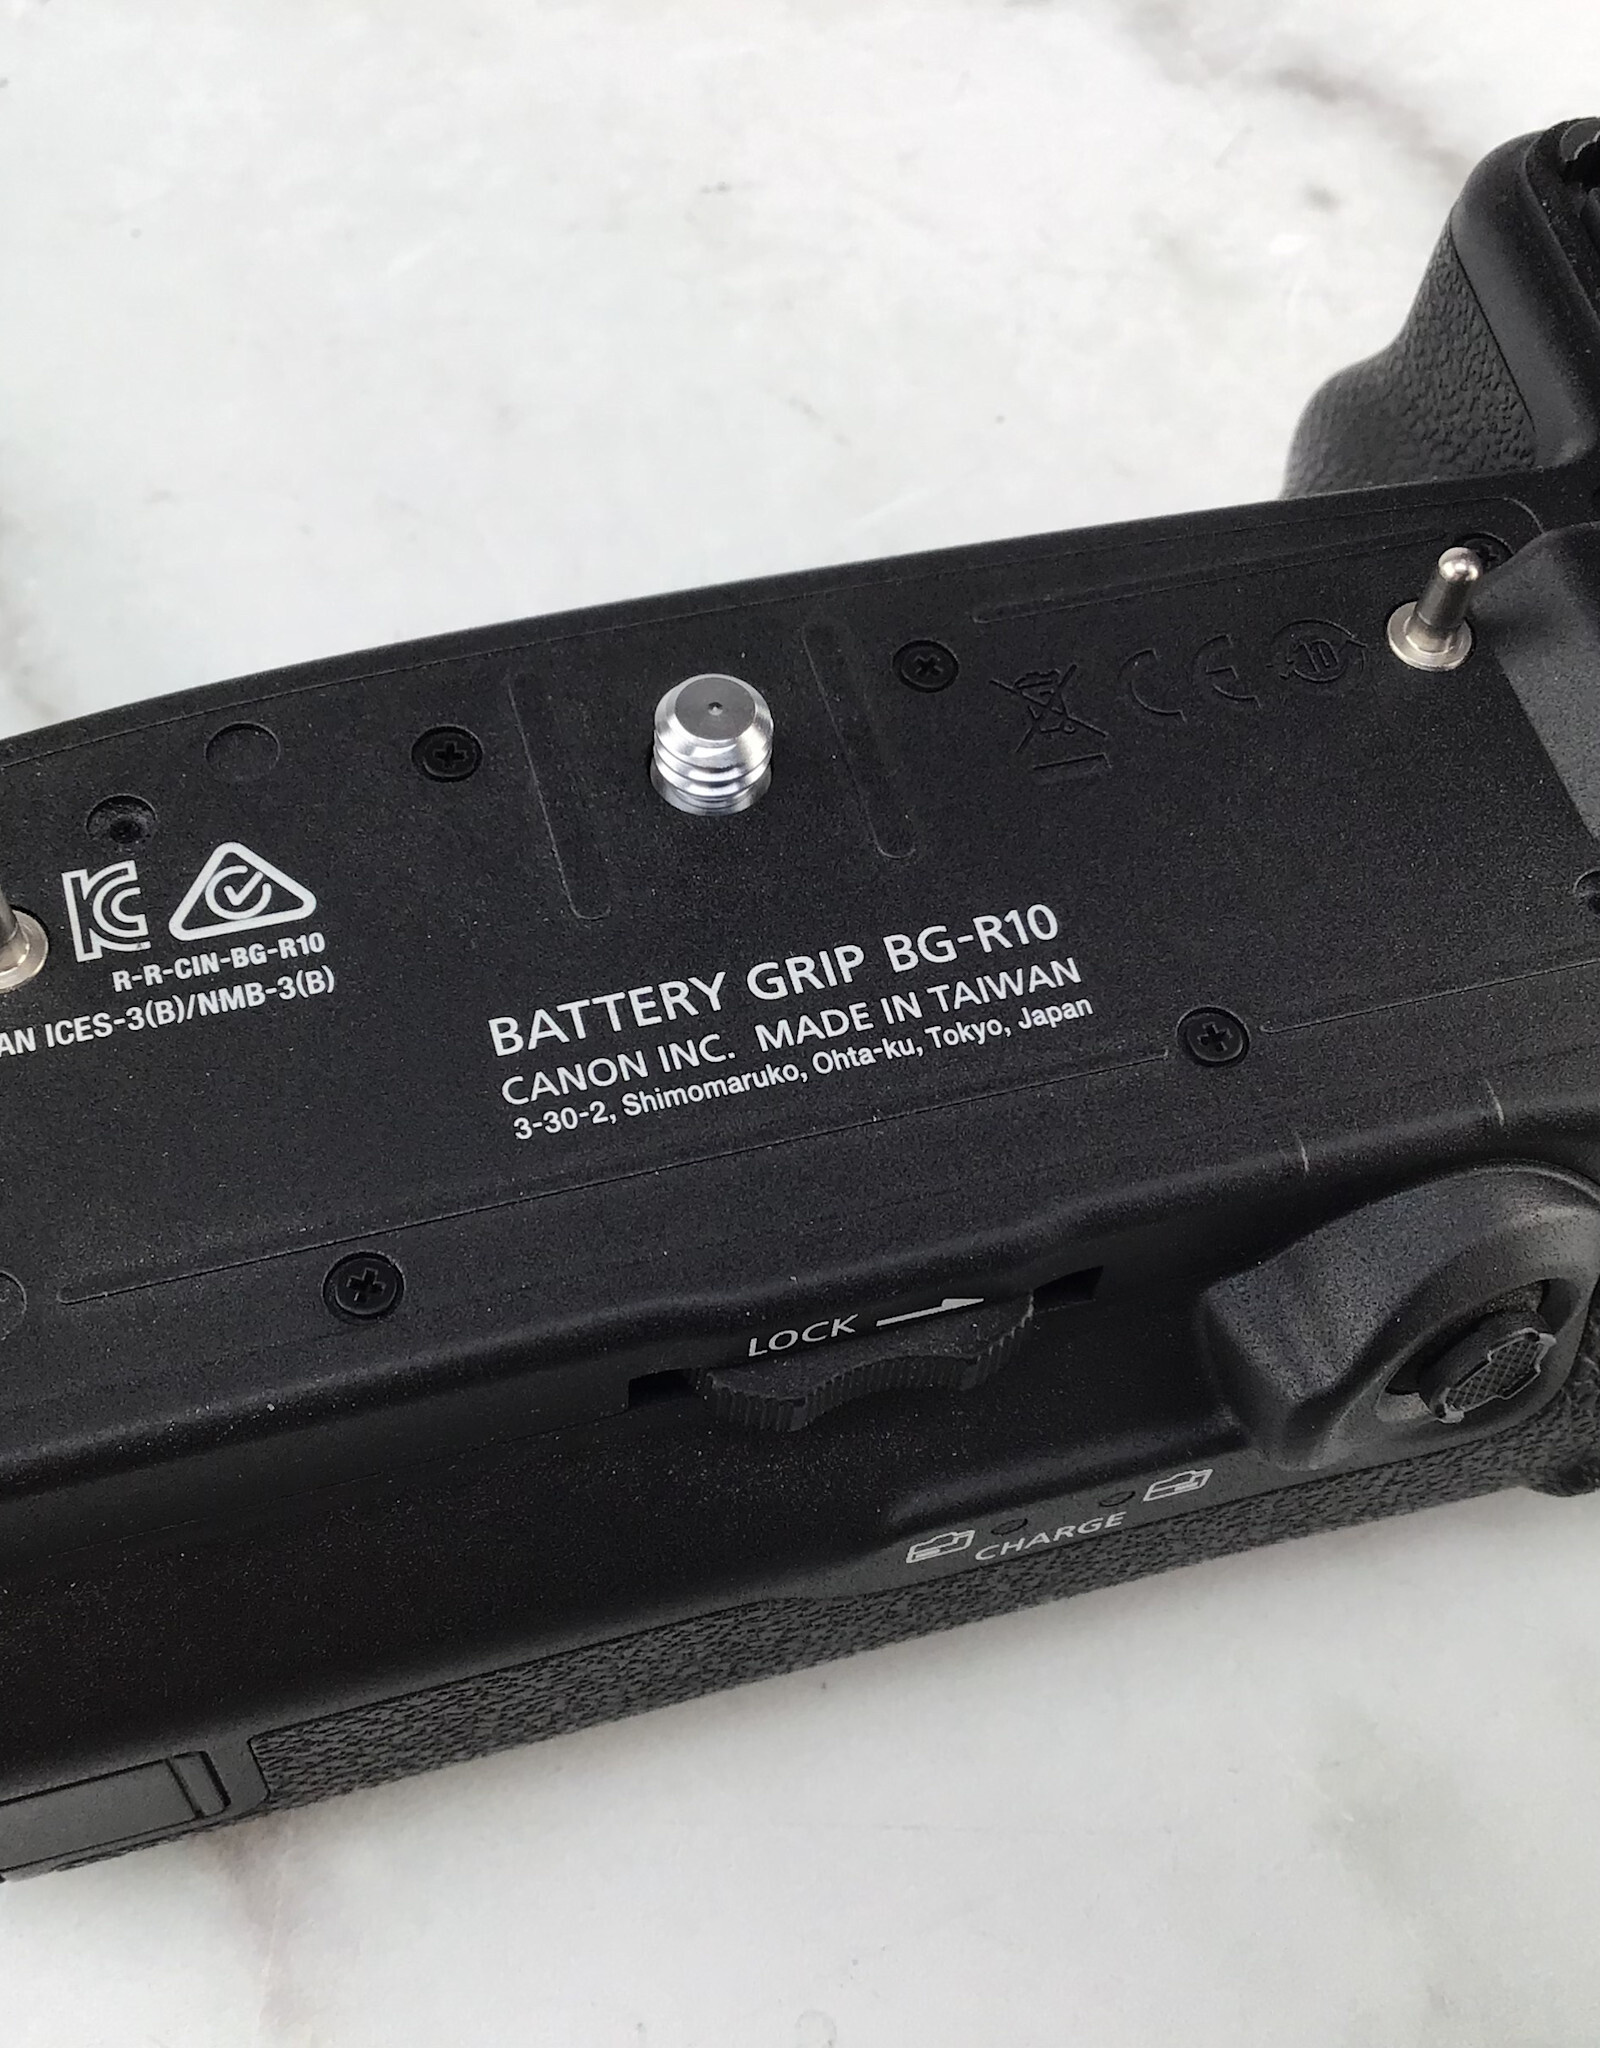 10
R-R-CIN-BG-R10
AN ICES-3(B)/NMB-3(B)
BATTERY GRIP BG-R10
CANON INC. MADE IN TAIWAN
3-30-2, Shimomaruko, Ohta-ku, Tokyo, Japan
LOCK
CHARGE